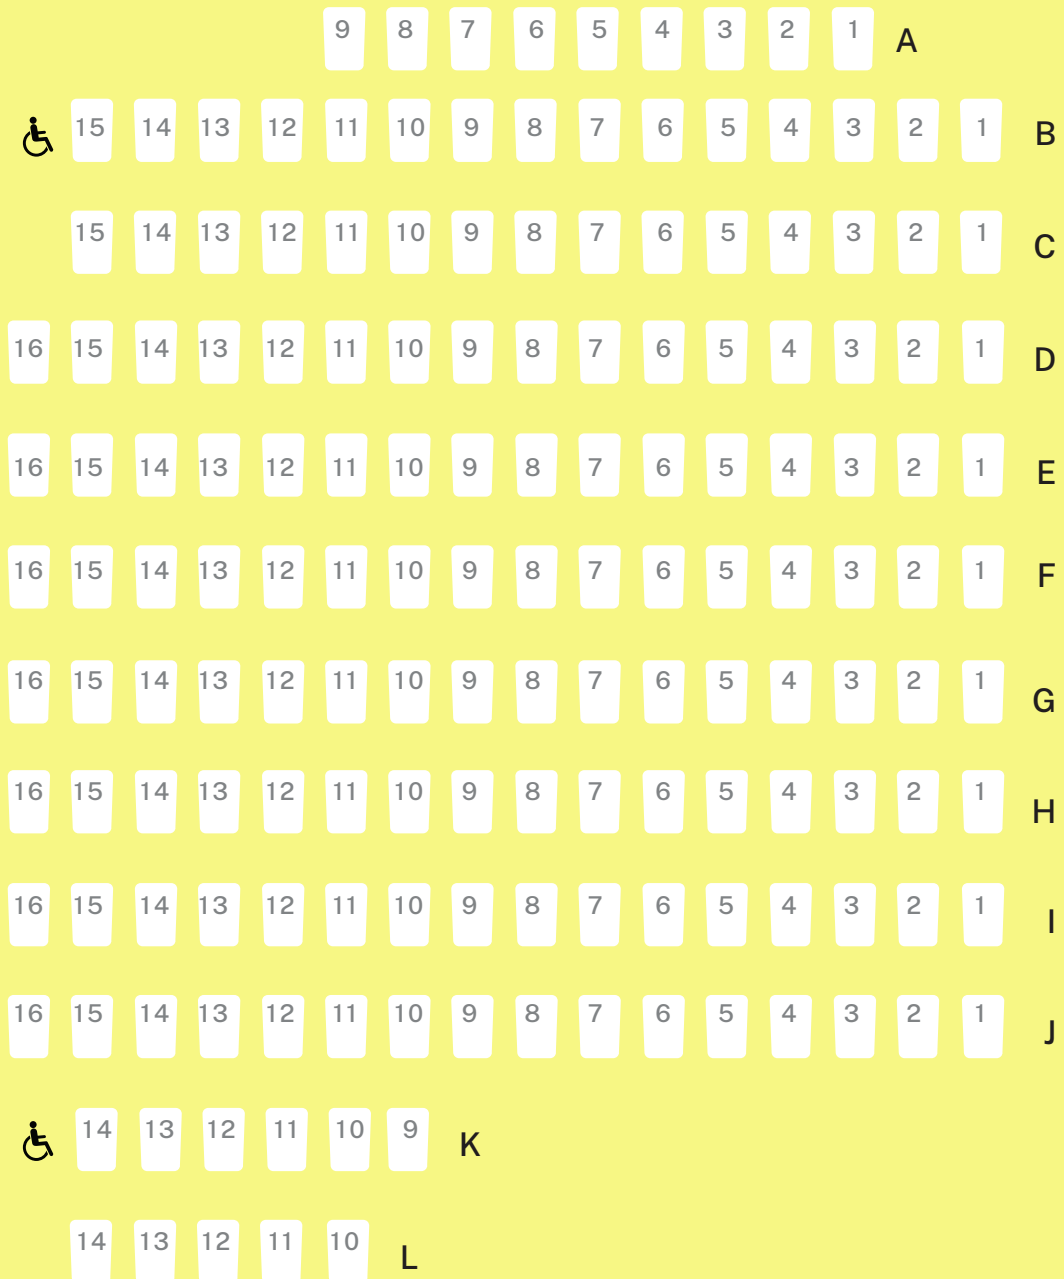 9 8 7 6 5 4 3 2 1 A
15 14 13 12 11 10 9 8 7 6 5 4 3 2 1 B
15 14 13 12 11 10 9 8 7 6 5 4 3 2 1 C
16 15 14 13 12 11 10 9 8 7 6 5 4 3 2 1 D
16 15 14 13 12 11 10 9 8 7 6 5 4 3 2 1 E
16 15 14 13 12 11 10 9 8 7 6 5 4 3 2 1 F
16 15 14 13 12 11 10 9 8 7 6 5 4 3 2 1 G
16 15 14 13 12 11 10 9 8 7 6 5 4 3 2 1 H
16 15 14 13 12 11 10 9 8 7 6 5 4 3 2 1 I
16 15 14 13 12 11 10 9 8 7 6 5 4 3 2 1 J
14 13 12 11 10 9 K
14 13 12 11 10 L